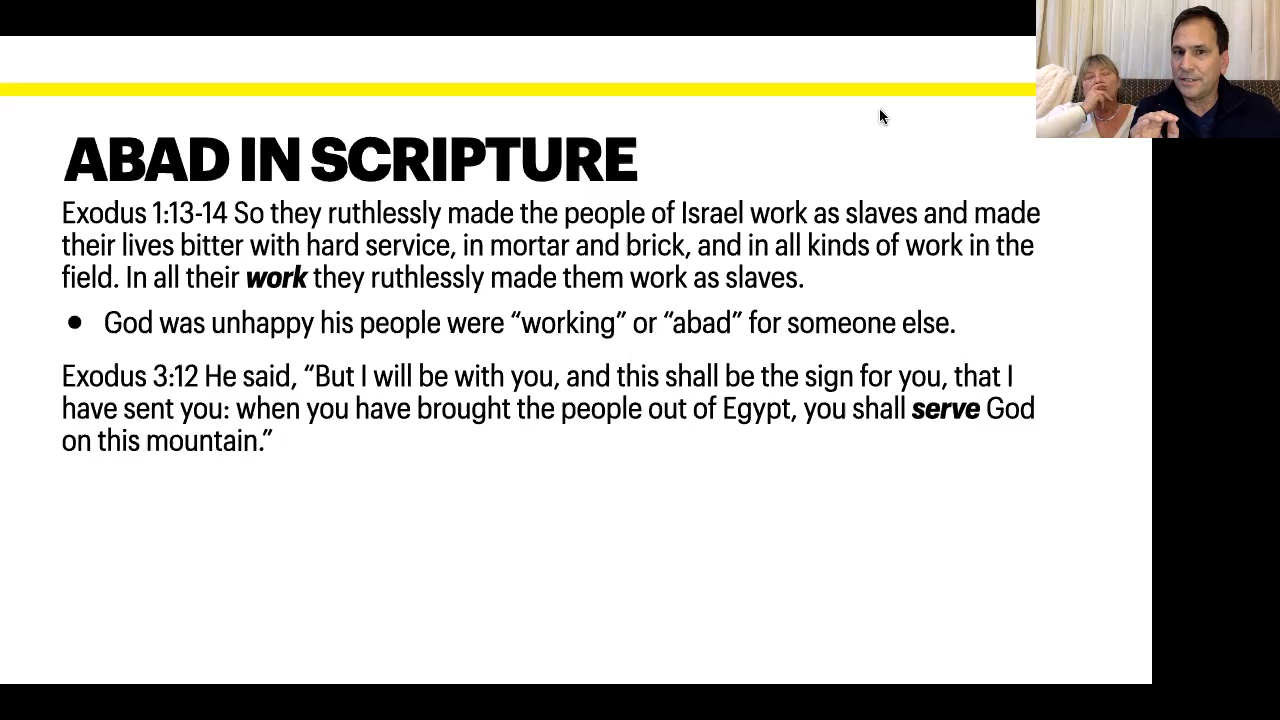 ABAD IN SCRIPTURE
Exodus 1:13-14 So they ruthlessly made the people of Israel work as slaves and made
their lives bitter with hard service, in mortar and brick, and in all kinds of work in the
field. In all their work they ruthlessly made them work as slaves.
• God was unhappy his people were “working” or “abad” for someone else.
Exodus 3:12 He said, “But I will be with you, and this shall be the sign for you, that I
have sent you: when you have brought the people out of Egypt, you shall serve God
on this mountain.”